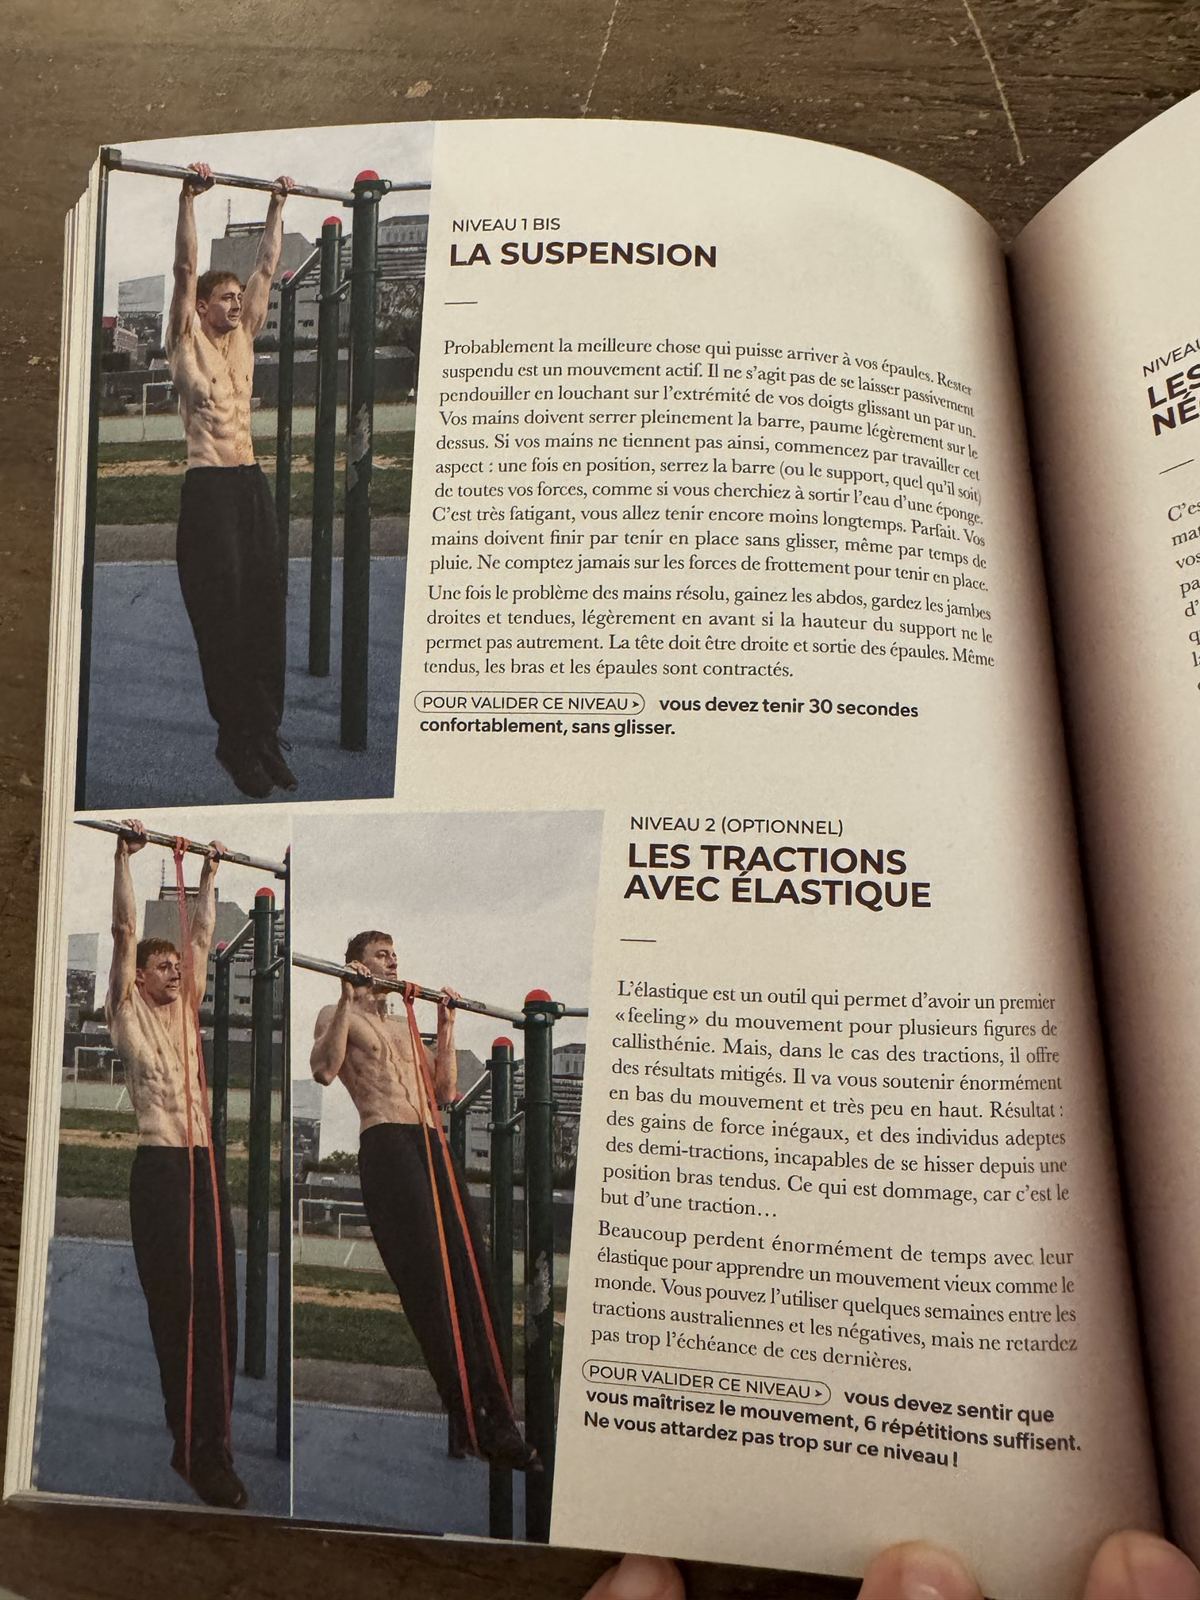 NIVEAU 1 BIS
LA SUSPENSION
Probablement la meilleure chose qui puisse arriver à vos épaules. Rester
suspendu est un mouvement actif. Il ne s'agit pas de se laisser passivement
pendouiller en louchant sur l'extrémité de vos doigts glissant un par un.
Vos mains doivent serrer pleinement la barre, paume légèrement sur le
dessus. Si vos mains ne tiennent pas ainsi, commencez par travailler cet
aspect : une fois en position, serrez la barre (ou le support, quel qu'il soit)
de toutes vos forces, comme si vous cherchiez à sortir l'eau d'une éponge.
C'est très fatigant, vous allez tenir encore moins longtemps. Parfait. Vos
mains doivent finir par tenir en place sans glisser, même par temps de
pluie. Ne comptez jamais sur les forces de frottement pour tenir en place.
Une fois le problème des mains résolu, gainez les abdos, gardez les jambes
droites et tendues, légèrement en avant si la hauteur du support ne le
permet pas autrement. La tête doit être droite et sortie des épaules. Même
tendus, les bras et les épaules sont contractés.
POUR VALIDER CE NIVEAU > vous devez tenir 30 secondes
confortablement, sans glisser.
NIVEAU 2 (OPTIONNEL)
LES TRACTIONS
AVEC ÉLASTIQUE
L'élastique est un outil qui permet d'avoir un premier
«feeling» du mouvement pour plusieurs figures de
callisthénie. Mais, dans le cas des tractions, il offre
des résultats mitigés. Il va vous soutenir énormément
en bas du mouvement et très peu en haut. Résultat :
des gains de force inégaux, et des individus adeptes
des demi-tractions, incapables de se hisser depuis une
position bras tendus. Ce qui est dommage, car c'est le
but d'une traction…
Beaucoup perdent énormément de temps avec leur
élastique pour apprendre un mouvement vieux comme le
monde. Vous pouvez l'utiliser quelques semaines entre les
tractions australiennes et les négatives, mais ne retardez
pas trop l'échéance de ces dernières.
POUR VALIDER CE NIVEAU > vous devez sentir que
vous maîtrisez le mouvement, 6 répétitions suffisent.
Ne vous attardez pas trop sur ce niveau !
LES
C'es